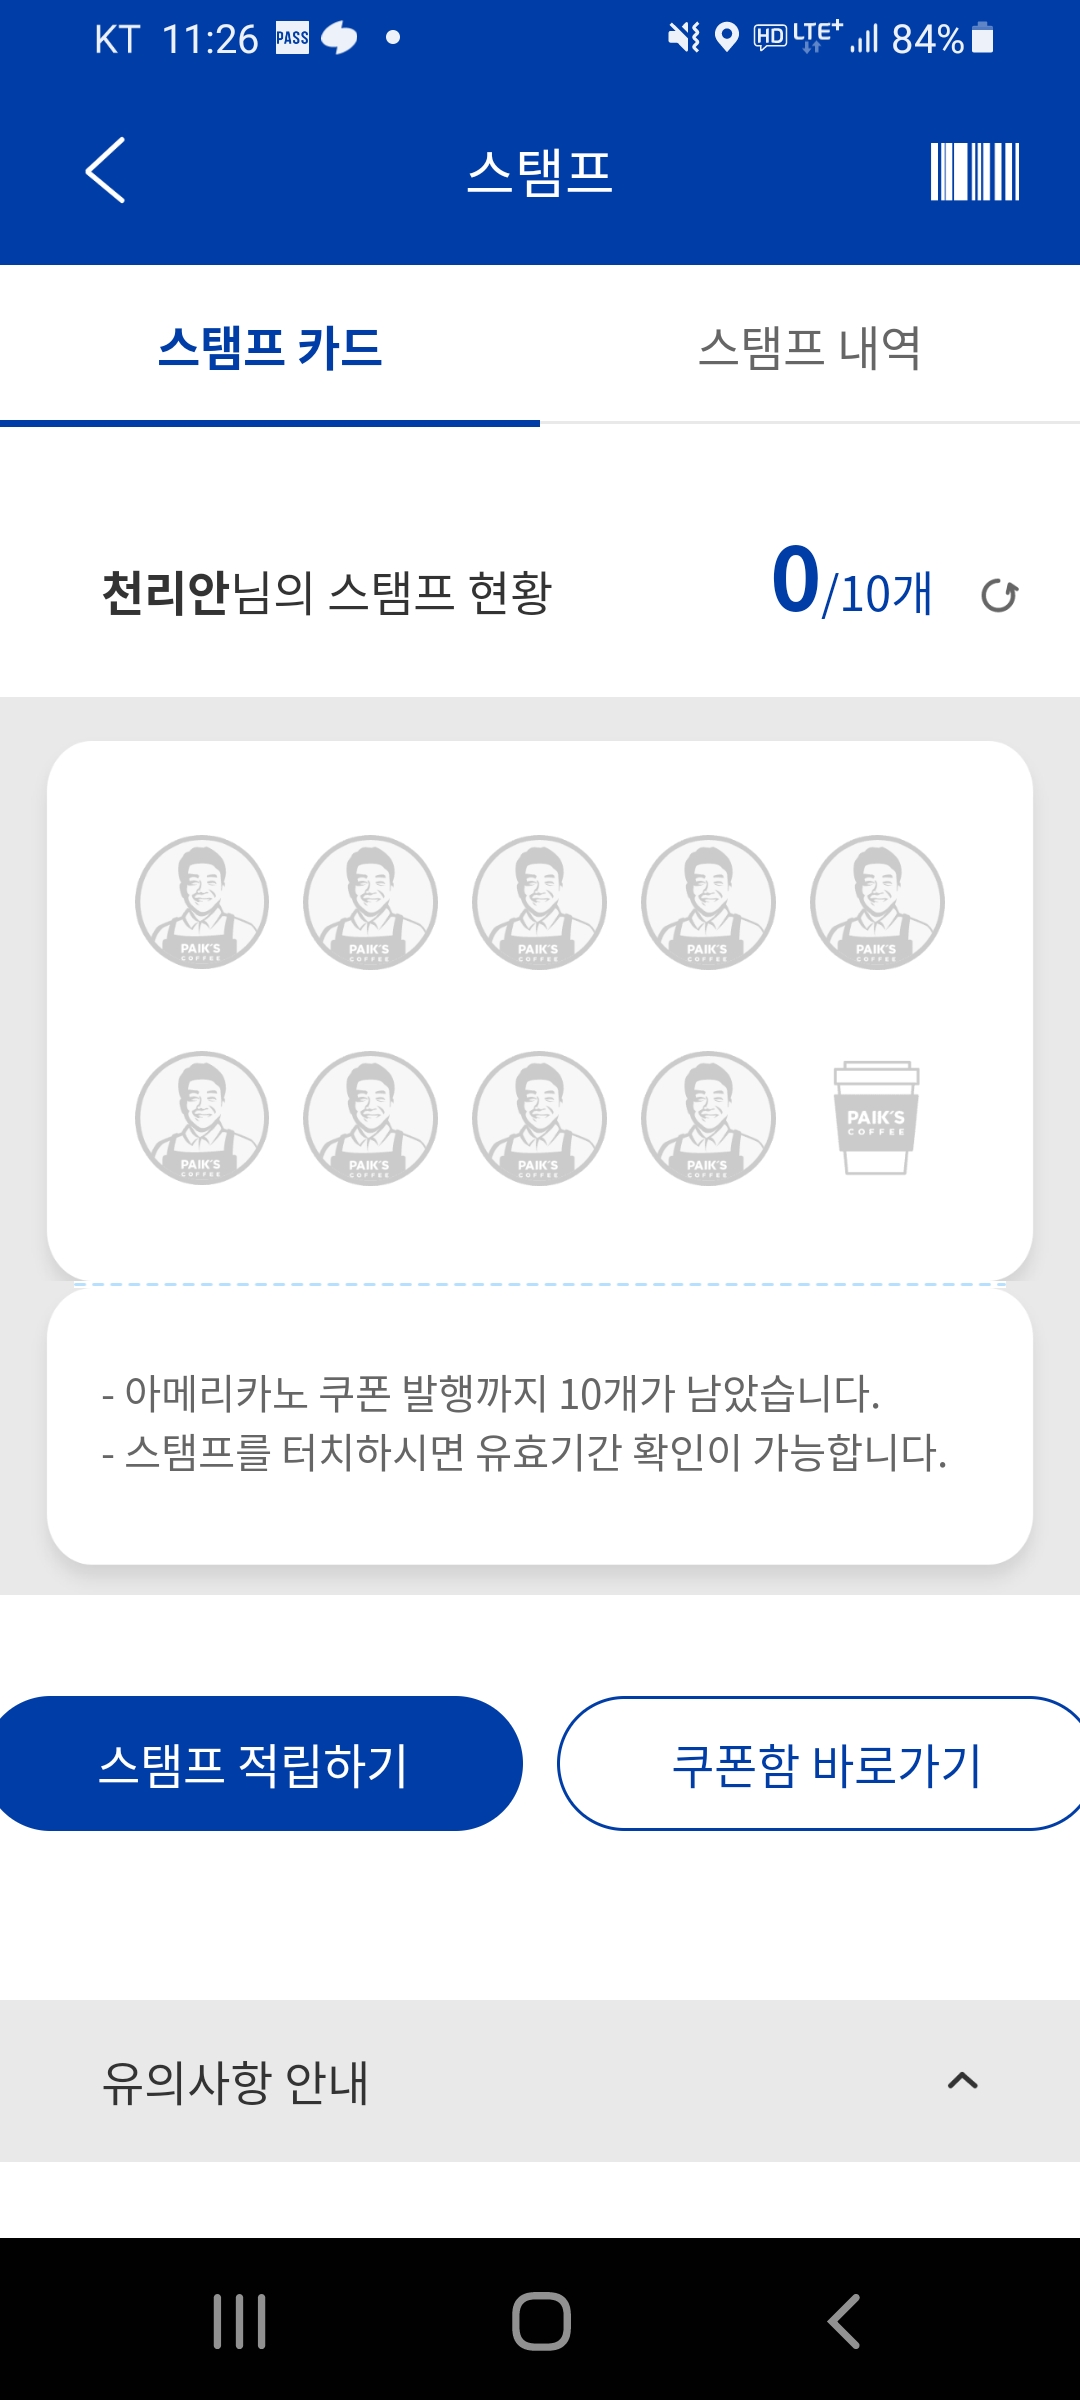 KT 11:26 PASS HD LTE+ 84%
스탬프
스탬프 카드 스탬프 내역
천리안님의 스탬프 현황 0/10개
PAIK'S COFFEE PAIK'S COFFEE PAIK'S COFFEE PAIK'S COFFEE PAIK'S COFFEE
PAIK'S COFFEE PAIK'S COFFEE PAIK'S COFFEE PAIK'S COFFEE PAIK'S COFFEE
- 아메리카노 쿠폰 발행까지 10개가 남았습니다.
- 스탬프를 터치하시면 유효기간 확인이 가능합니다.
스탬프 적립하기 쿠폰함 바로가기
유의사항 안내